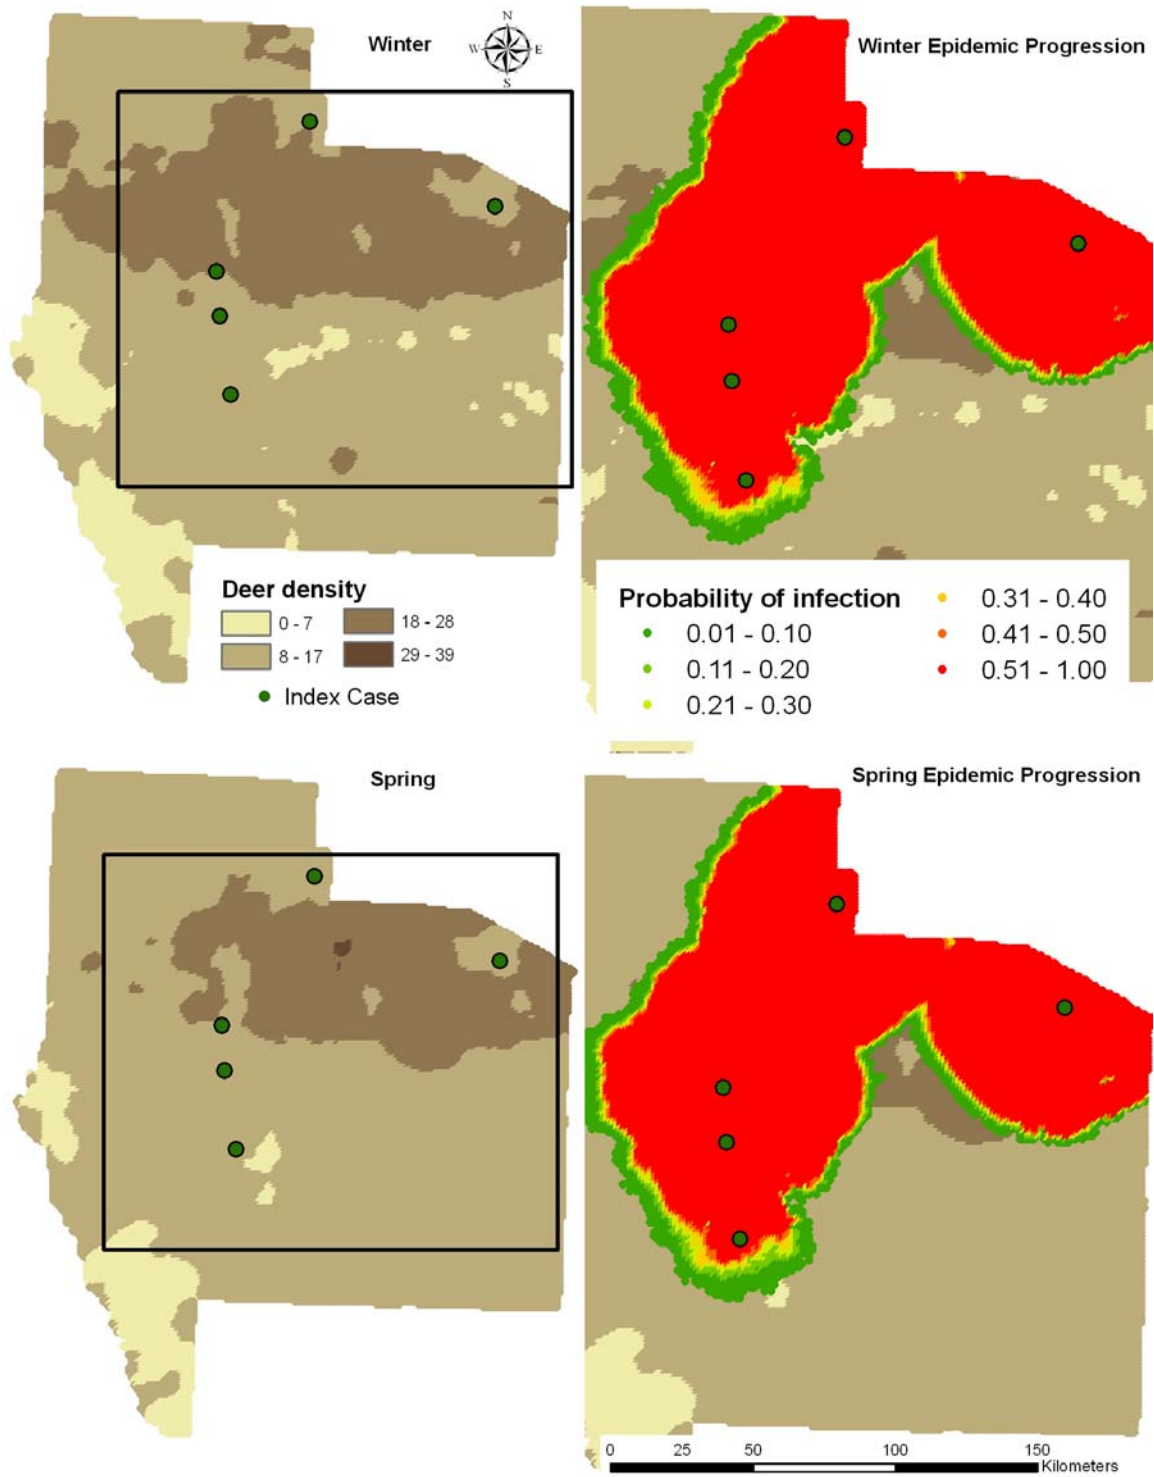 Winter
N
W E
S
Winter Epidemic Progression
Deer density
0 - 7 18 - 28
8 - 17 29 - 39
Index Case
Probability of infection
0.01 - 0.10
0.11 - 0.20
0.21 - 0.30
0.31 - 0.40
0.41 - 0.50
0.51 - 1.00
Spring
Spring Epidemic Progression
0 25 50 100 150
Kilometers